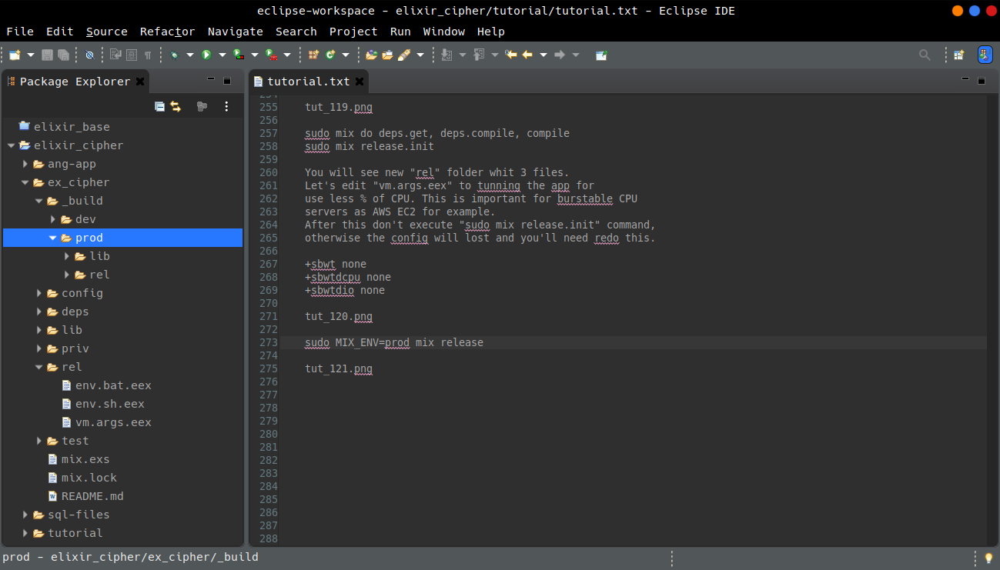 eclipse-workspace - elixir_cipher/tutorial/tutorial.txt - Eclipse IDE
File Edit Source Refactor Navigate Search Project Run Window Help
Package Explorer
elixir_base
elixir_cipher
ang-app
ex_cipher
_build
dev
prod
lib
rel
config
deps
lib
priv
rel
env.bat.eex
env.sh.eex
vm.args.eex
test
mix.exs
mix.lock
README.md
sql-files
tutorial
tutorial.txt
254
255 tut_119.png
256
257 sudo mix do deps.get, deps.compile, compile
258 sudo mix release.init
259
260 You will see new "rel" folder whit 3 files.
261 Let's edit "vm.args.eex" to tunning the app for
262 use less % of CPU. This is important for burstable CPU
263 servers as AWS EC2 for example.
264 After this don't execute "sudo mix release.init" command,
265 otherwise the config will lost and you'll need redo this.
266
267 +sbwt none
268 +sbwtdcpu none
269 +sbwtdio none
270
271 tut_120.png
272
273 sudo MIX_ENV=prod mix release
274
275 tut_121.png
276
277
278
279
280
281
282
283
284
285
286
287
288
prod - elixir_cipher/ex_cipher/_build